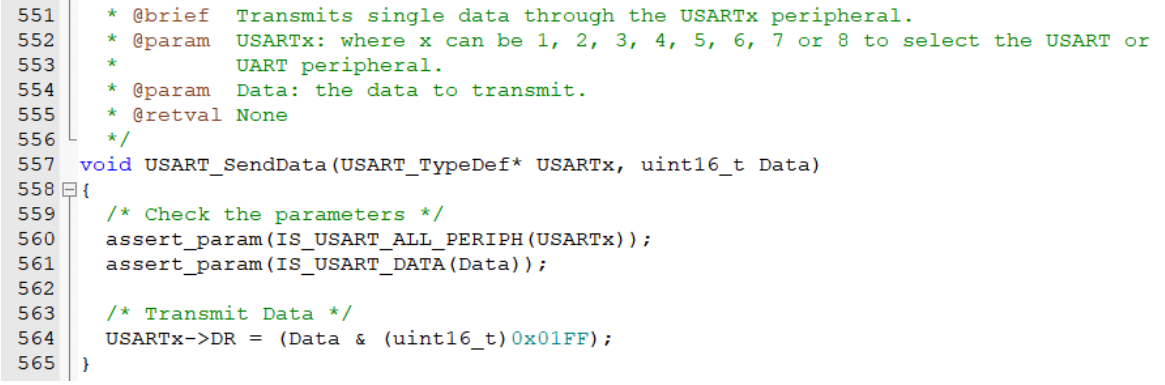 551 * @brief Transmits single data through the USARTx peripheral.
552 * @param USARTx: where x can be 1, 2, 3, 4, 5, 6, 7 or 8 to select the USART or
553 * UART peripheral.
554 * @param Data: the data to transmit.
555 * @retval None
556 */
557 void USART_SendData(USART_TypeDef* USARTx, uint16_t Data)
558 {
559 /* Check the parameters */
560 assert_param(IS_USART_ALL_PERIPH(USARTx));
561 assert_param(IS_USART_DATA(Data));
562
563 /* Transmit Data */
564 USARTx->DR = (Data & (uint16_t)0x01FF);
565 }